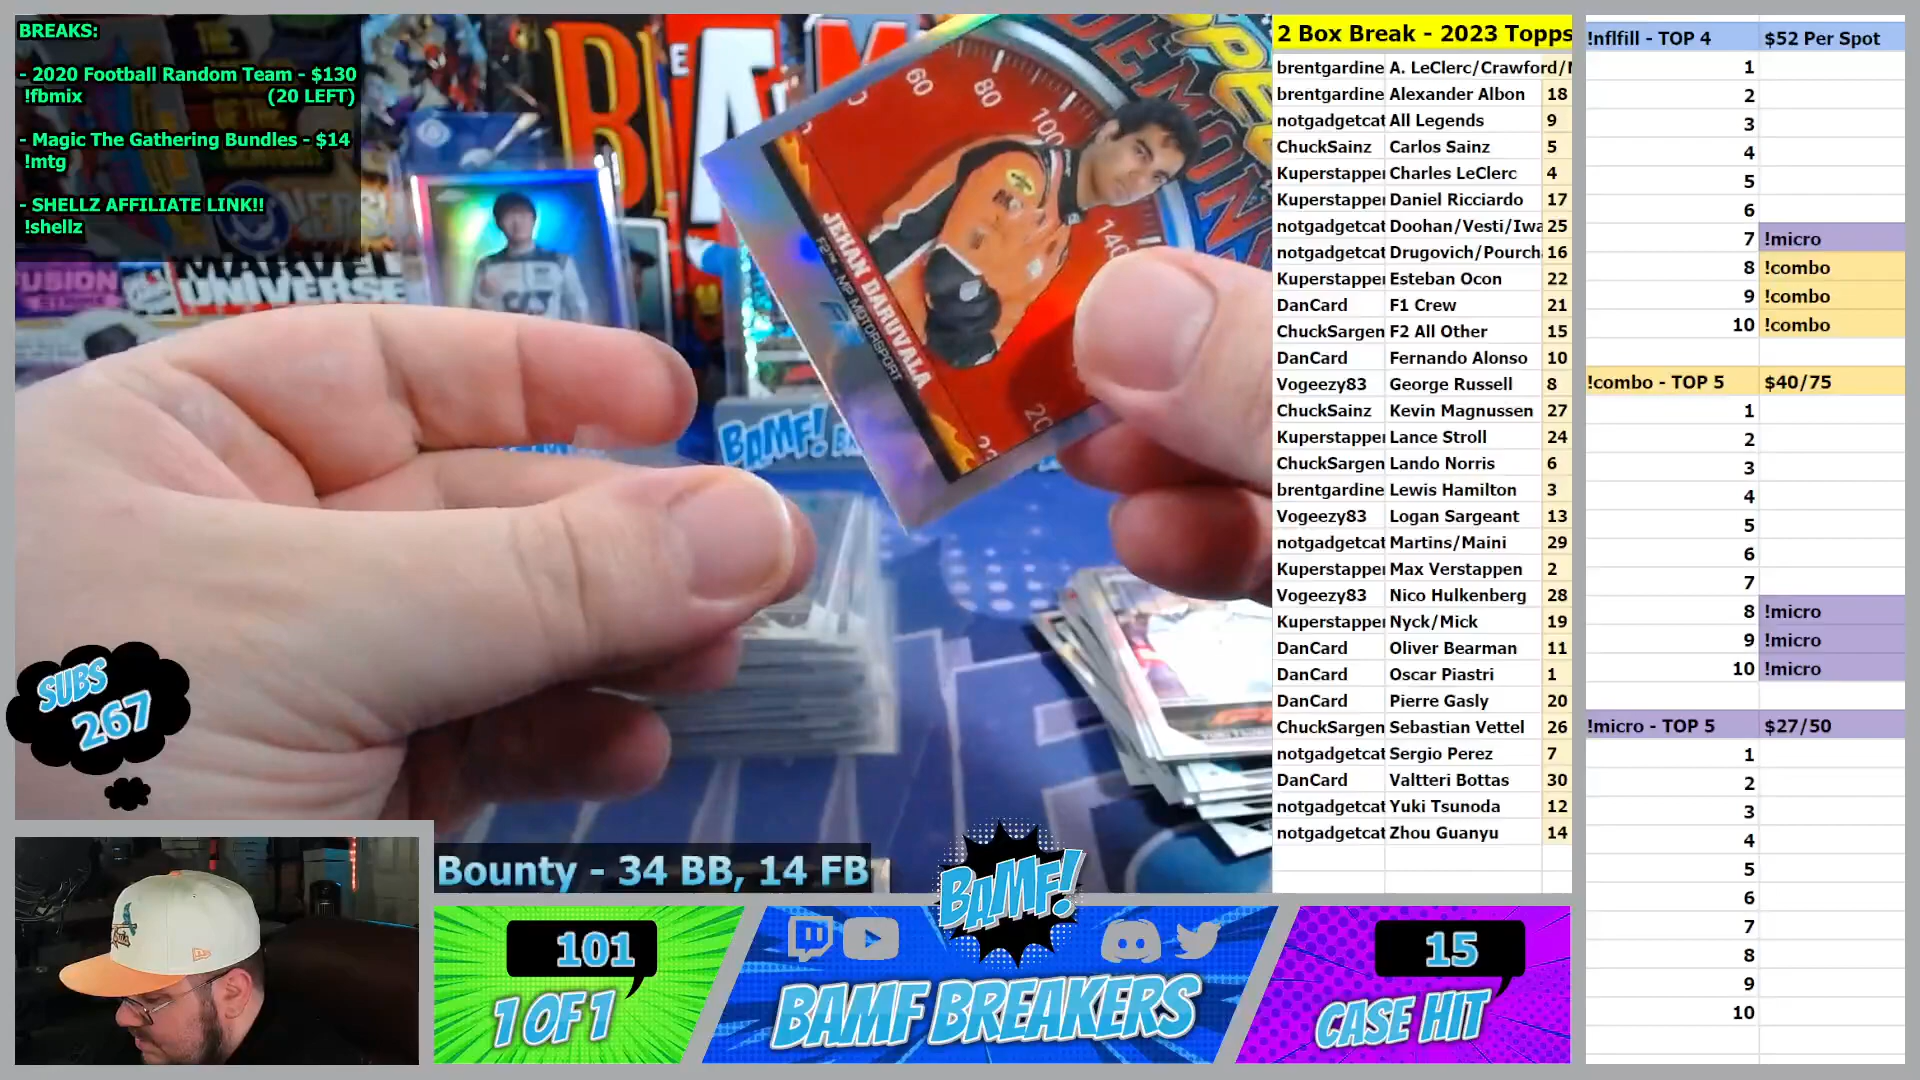 BREAKS:
- 2020 Football Random Team - $130
!fbmix (20 LEFT)
- Magic The Gathering Bundles - $14
!mtg
- SHELLZ AFFILIATE LINK!!
!shellz
FUSION
MARVEL
UNIVERSE
60
80
100
140
JEHAN DARUVALA
F2™ - MP MOTORSPORT
BAMF!
SUBS
267
Bounty - 34 BB, 14 FB
BAMF!
101
1 OF 1
BAMF BREAKERS
15
CASE HIT
2 Box Break - 2023 Topps
brentgardine A. LeClerc/Crawford/
brentgardine Alexander Albon 18
notgadgetcat All Legends 9
ChuckSainz Carlos Sainz 5
Kuperstapper Charles LeClerc 4
Kuperstapper Daniel Ricciardo 17
notgadgetcat Doohan/Vesti/Iwa 25
notgadgetcat Drugovich/Pourch 16
Kuperstapper Esteban Ocon 22
DanCard F1 Crew 21
ChuckSargen F2 All Other 15
DanCard Fernando Alonso 10
Vogeezy83 George Russell 8
ChuckSainz Kevin Magnussen 27
Kuperstapper Lance Stroll 24
ChuckSargen Lando Norris 6
brentgardine Lewis Hamilton 3
Vogeezy83 Logan Sargeant 13
notgadgetcat Martins/Maini 29
Kuperstapper Max Verstappen 2
Vogeezy83 Nico Hulkenberg 28
Kuperstapper Nyck/Mick 19
DanCard Oliver Bearman 11
DanCard Oscar Piastri 1
DanCard Pierre Gasly 20
ChuckSargen Sebastian Vettel 26
notgadgetcat Sergio Perez 7
DanCard Valtteri Bottas 30
notgadgetcat Yuki Tsunoda 12
notgadgetcat Zhou Guanyu 14
!nflfill - TOP 4 $52 Per Spot
1
2
3
4
5
6
7 !micro
8 !combo
9 !combo
10 !combo
!combo - TOP 5 $40/75
1
2
3
4
5
6
7
8 !micro
9 !micro
10 !micro
!micro - TOP 5 $27/50
1
2
3
4
5
6
7
8
9
10